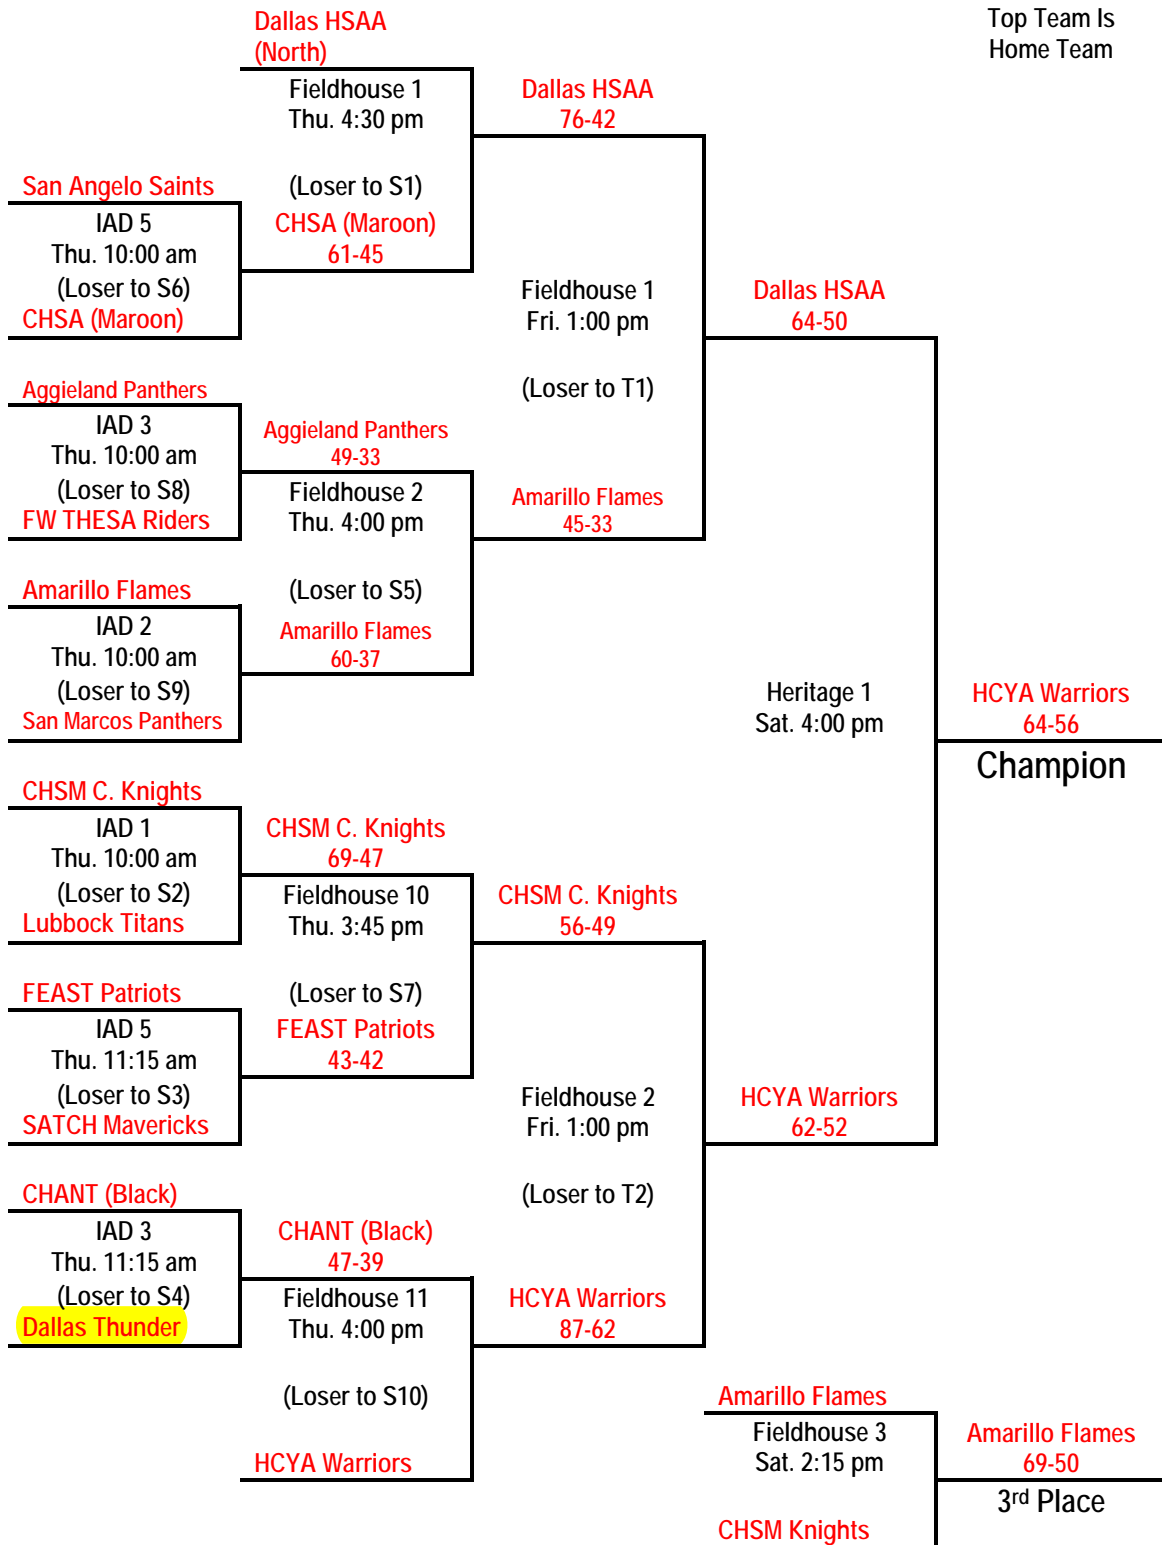 Dallas HSAA
(North)
Top Team Is
Home Team
Fieldhouse 1
Thu. 4:30 pm
Dallas HSAA
76-42
San Angelo Saints
(Loser to S1)
IAD 5
Thu. 10:00 am
(Loser to S6)
CHSA (Maroon)
CHSA (Maroon)
61-45
Fieldhouse 1
Fri. 1:00 pm
Dallas HSAA
64-50
(Loser to T1)
Aggieland Panthers
IAD 3
Thu. 10:00 am
(Loser to S8)
FW THESA Riders
Aggieland Panthers
49-33
Fieldhouse 2
Thu. 4:00 pm
Amarillo Flames
45-33
Amarillo Flames
(Loser to S5)
IAD 2
Thu. 10:00 am
(Loser to S9)
San Marcos Panthers
Amarillo Flames
60-37
Heritage 1
Sat. 4:00 pm
HCYA Warriors
64-56
Champion
CHSM C. Knights
IAD 1
Thu. 10:00 am
(Loser to S2)
Lubbock Titans
CHSM C. Knights
69-47
Fieldhouse 10
Thu. 3:45 pm
CHSM C. Knights
56-49
FEAST Patriots
(Loser to S7)
IAD 5
Thu. 11:15 am
(Loser to S3)
SATCH Mavericks
FEAST Patriots
43-42
Fieldhouse 2
Fri. 1:00 pm
HCYA Warriors
62-52
(Loser to T2)
CHANT (Black)
IAD 3
Thu. 11:15 am
(Loser to S4)
Dallas Thunder
CHANT (Black)
47-39
Fieldhouse 11
Thu. 4:00 pm
HCYA Warriors
87-62
(Loser to S10)
HCYA Warriors
Amarillo Flames
Fieldhouse 3
Sat. 2:15 pm
Amarillo Flames
69-50
3rd Place
CHSM Knights